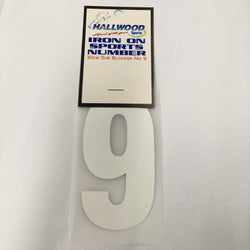 HALLWOOD
Sports
IRON ON
SPORTS
NUMBER
10cm Sub Blocked No 9
9